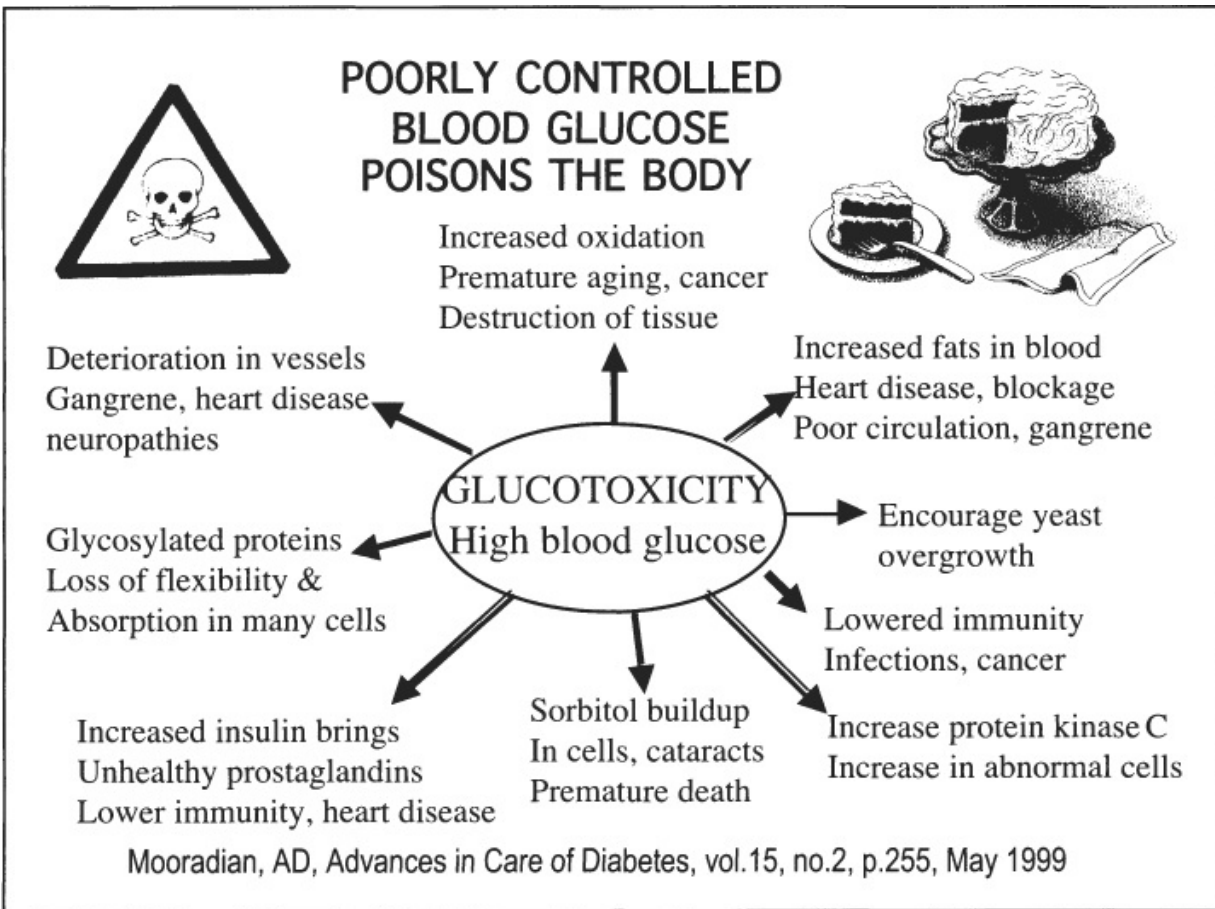 POORLY CONTROLLED
BLOOD GLUCOSE
POISONS THE BODY
Increased oxidation
Premature aging, cancer
Destruction of tissue
Deterioration in vessels
Gangrene, heart disease
neuropathies
Increased fats in blood
Heart disease, blockage
Poor circulation, gangrene
GLUCOTOXICITY
High blood glucose
Encourage yeast
overgrowth
Glycosylated proteins
Loss of flexibility &
Absorption in many cells
Lowered immunity
Infections, cancer
Increased insulin brings
Unhealthy prostaglandins
Lower immunity, heart disease
Sorbitol buildup
In cells, cataracts
Premature death
Increase protein kinase C
Increase in abnormal cells
Mooradian, AD, Advances in Care of Diabetes, vol.15, no.2, p.255, May 1999